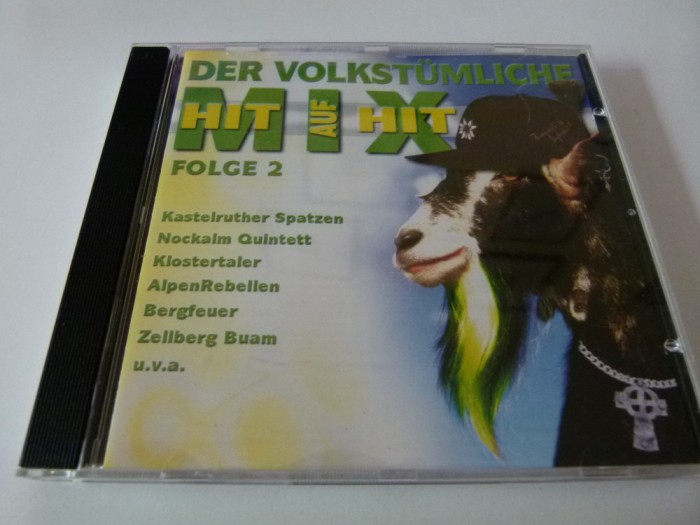 DER VOLKSTÜMLICHE
MIX
HIT AUF HIT
FOLGE 2
Kastelruther Spatzen
Nockalm Quintett
Klostertaler
AlpenRebellen
Bergfeuer
Zellberg Buam
u.v.a.